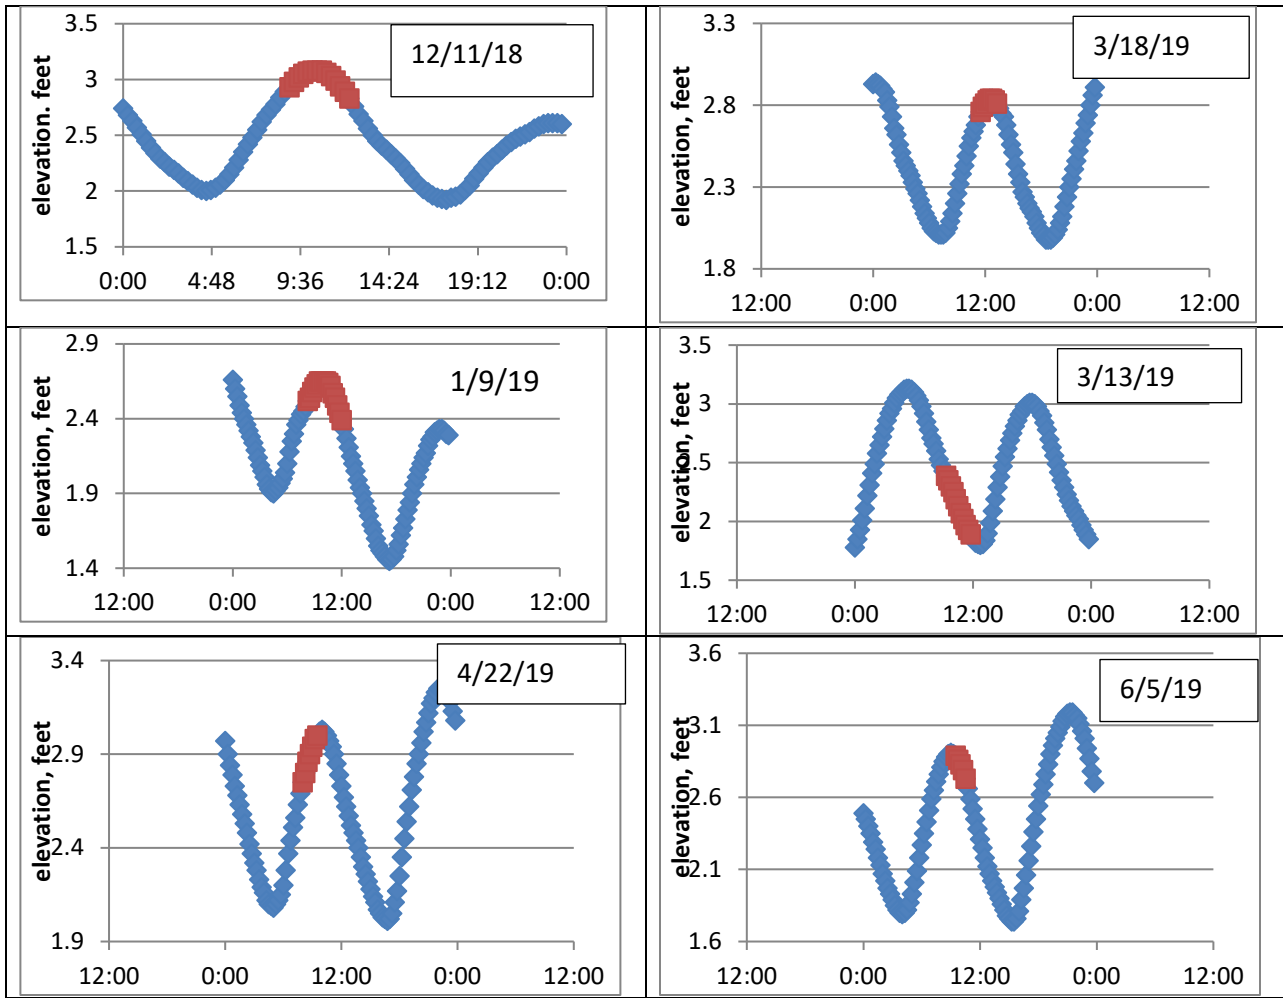 12/11/18
elevation. feet
3.5
3
2.5
2
1.5
0:00 4:48 9:36 14:24 19:12 0:00
3/18/19
elevation, feet
3.3
2.8
2.3
1.8
12:00 0:00 12:00 0:00 12:00
1/9/19
elevation, feet
2.9
2.4
1.9
1.4
12:00 0:00 12:00 0:00 12:00
3/13/19
elevation, feet
3.5
3
2.5
2
1.5
12:00 0:00 12:00 0:00 12:00
4/22/19
elevation, feet
3.4
2.9
2.4
1.9
12:00 0:00 12:00 0:00 12:00
6/5/19
elevation, feet
3.6
3.1
2.6
2.1
1.6
12:00 0:00 12:00 0:00 12:00